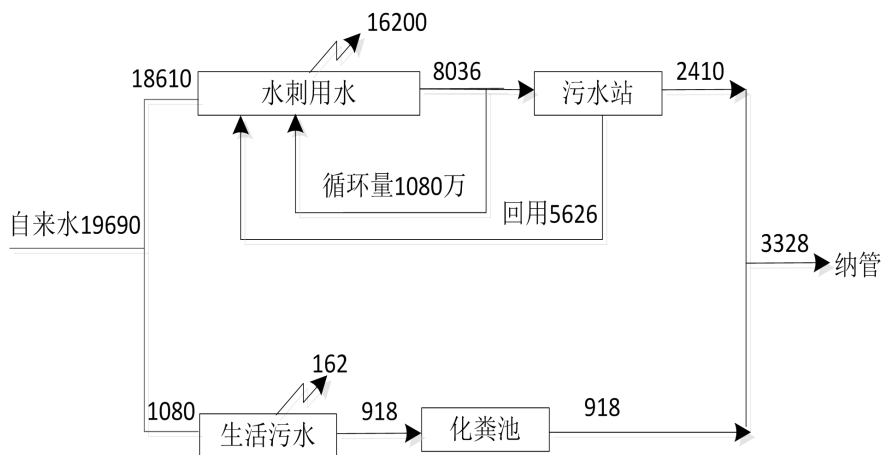 16200
18610
水刺用水
8036
污水站
2410
循环量1080万
回用5626
自来水19690
3328
纳管
162
1080
生活污水
918
化粪池
918